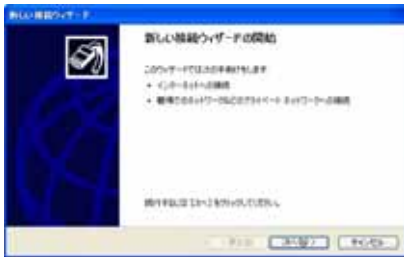 新しい接続ウィザード
新しい接続ウィザードの開始
このウィザードでは次の手助けをします
• インターネットへの接続
• 職場でのネットワークなどのプライベート ネットワークへの接続
続行するには [次へ] をクリックしてください。
次へ(N) >
キャンセル